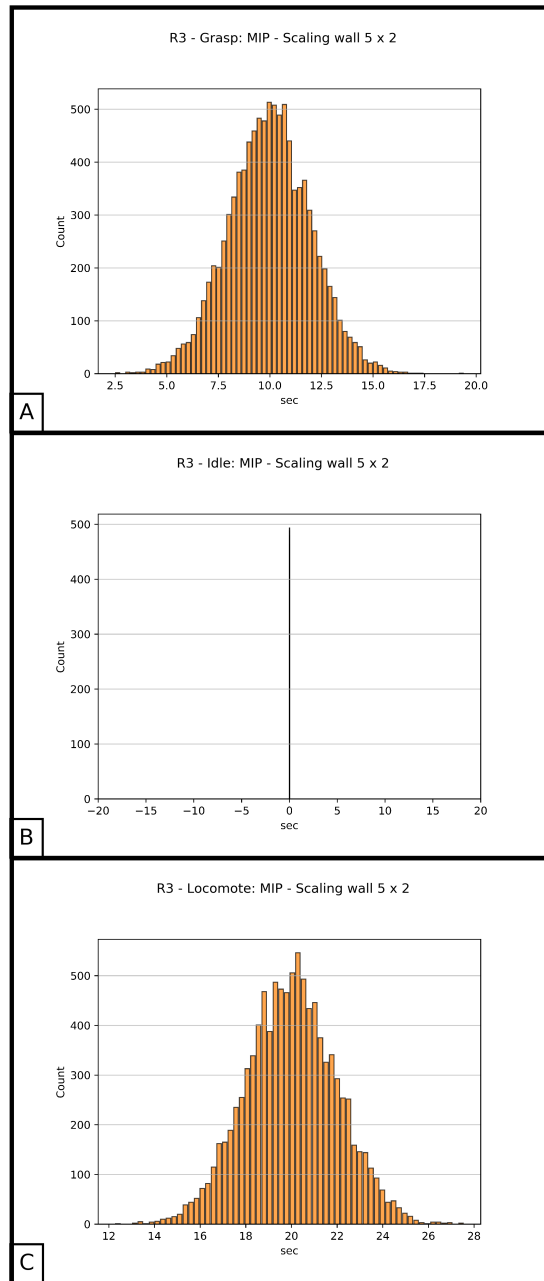 R3 - Grasp: MIP - Scaling wall 5 x 2
500
400
300
200
100
0
Count
2.5 5.0 7.5 10.0 12.5 15.0 17.5 20.0
sec
A
R3 - Idle: MIP - Scaling wall 5 x 2
500
400
300
200
100
0
Count
−20 −15 −10 −5 0 5 10 15 20
sec
B
R3 - Locomote: MIP - Scaling wall 5 x 2
500
400
300
200
100
0
Count
12 14 16 18 20 22 24 26 28
sec
C